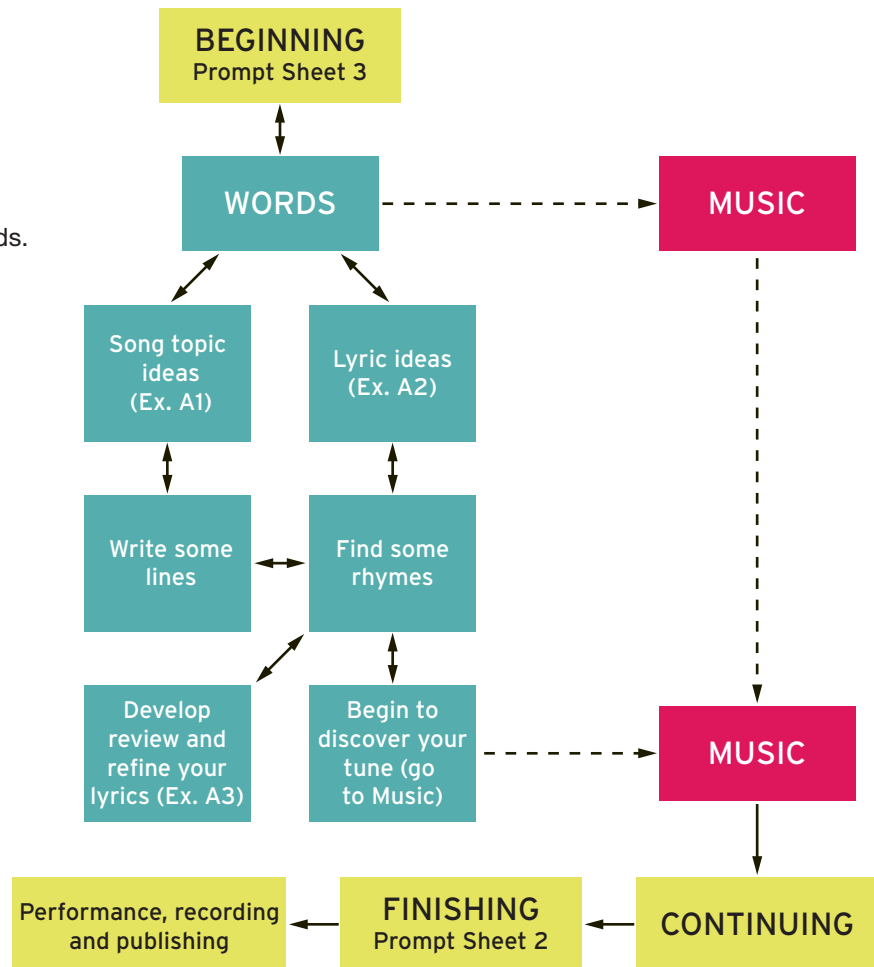 BEGINNING
Prompt Sheet 3
WORDS
MUSIC
ds.
Song topic
ideas
(Ex. A1)
Lyric ideas
(Ex. A2)
Write some
lines
Find some
rhymes
Develop
review and
refine your
lyrics (Ex. A3)
Begin to
discover your
tune (go
to Music)
MUSIC
Performance, recording
and publishing
FINISHING
Prompt Sheet 2
CONTINUING